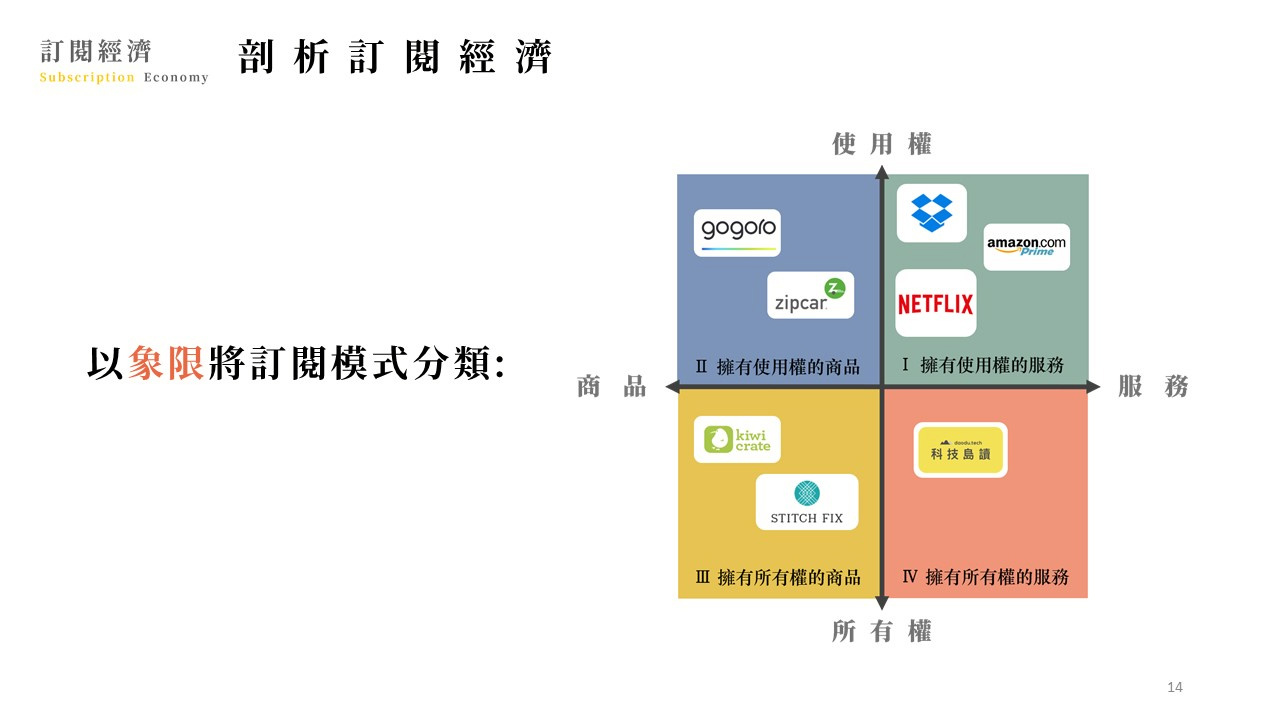 訂閱經濟
Subscription Economy
剖析訂閱經濟
以象限將訂閱模式分類:
使用權
gogoro
zipcar
amazon.com
Prime
NETFLIX
Ⅱ 擁有使用權的商品
Ⅰ 擁有使用權的服務
商品
服務
kiwi
crate
STITCH FIX
daodu.tech
科技島讀
Ⅲ 擁有所有權的商品
Ⅳ 擁有所有權的服務
所有權
14